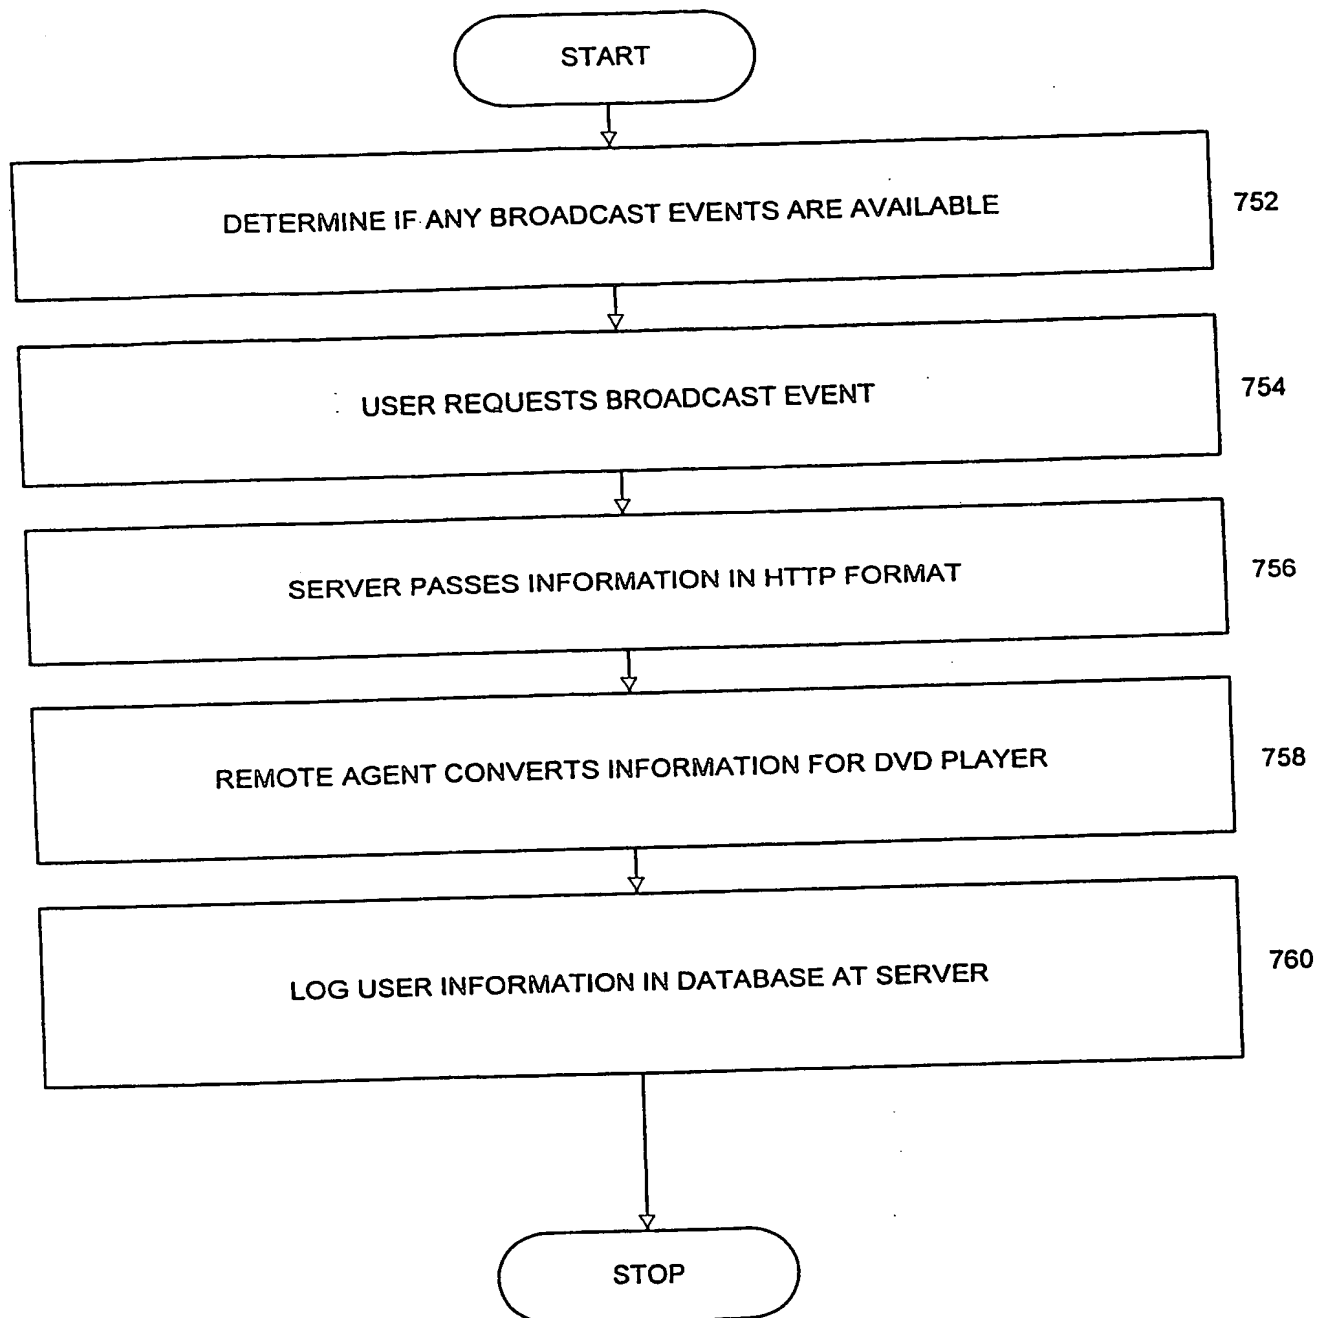 START
DETERMINE IF ANY BROADCAST EVENTS ARE AVAILABLE
752
USER REQUESTS BROADCAST EVENT
754
SERVER PASSES INFORMATION IN HTTP FORMAT
756
REMOTE AGENT CONVERTS INFORMATION FOR DVD PLAYER
758
LOG USER INFORMATION IN DATABASE AT SERVER
760
STOP